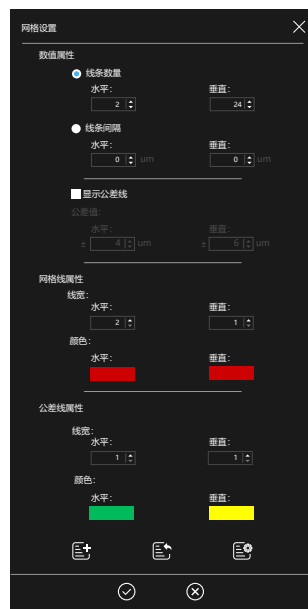 网格设置
数值属性
线条数量
水平: 垂直:
2 24
线条间隔
水平: 垂直:
0 um 0 um
显示公差线
公差值:
水平: 垂直:
± 4 um ± 6 um
网格线属性
线宽:
水平: 垂直:
2 1
颜色:
水平: 垂直:
公差线属性
线宽:
水平: 垂直:
1 1
颜色:
水平: 垂直: